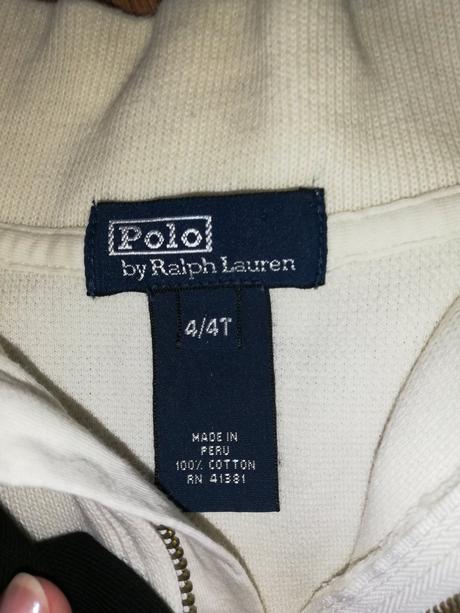 Polo
by Ralph Lauren
4/4T
MADE IN
PERU
100% COTTON
RN 41381